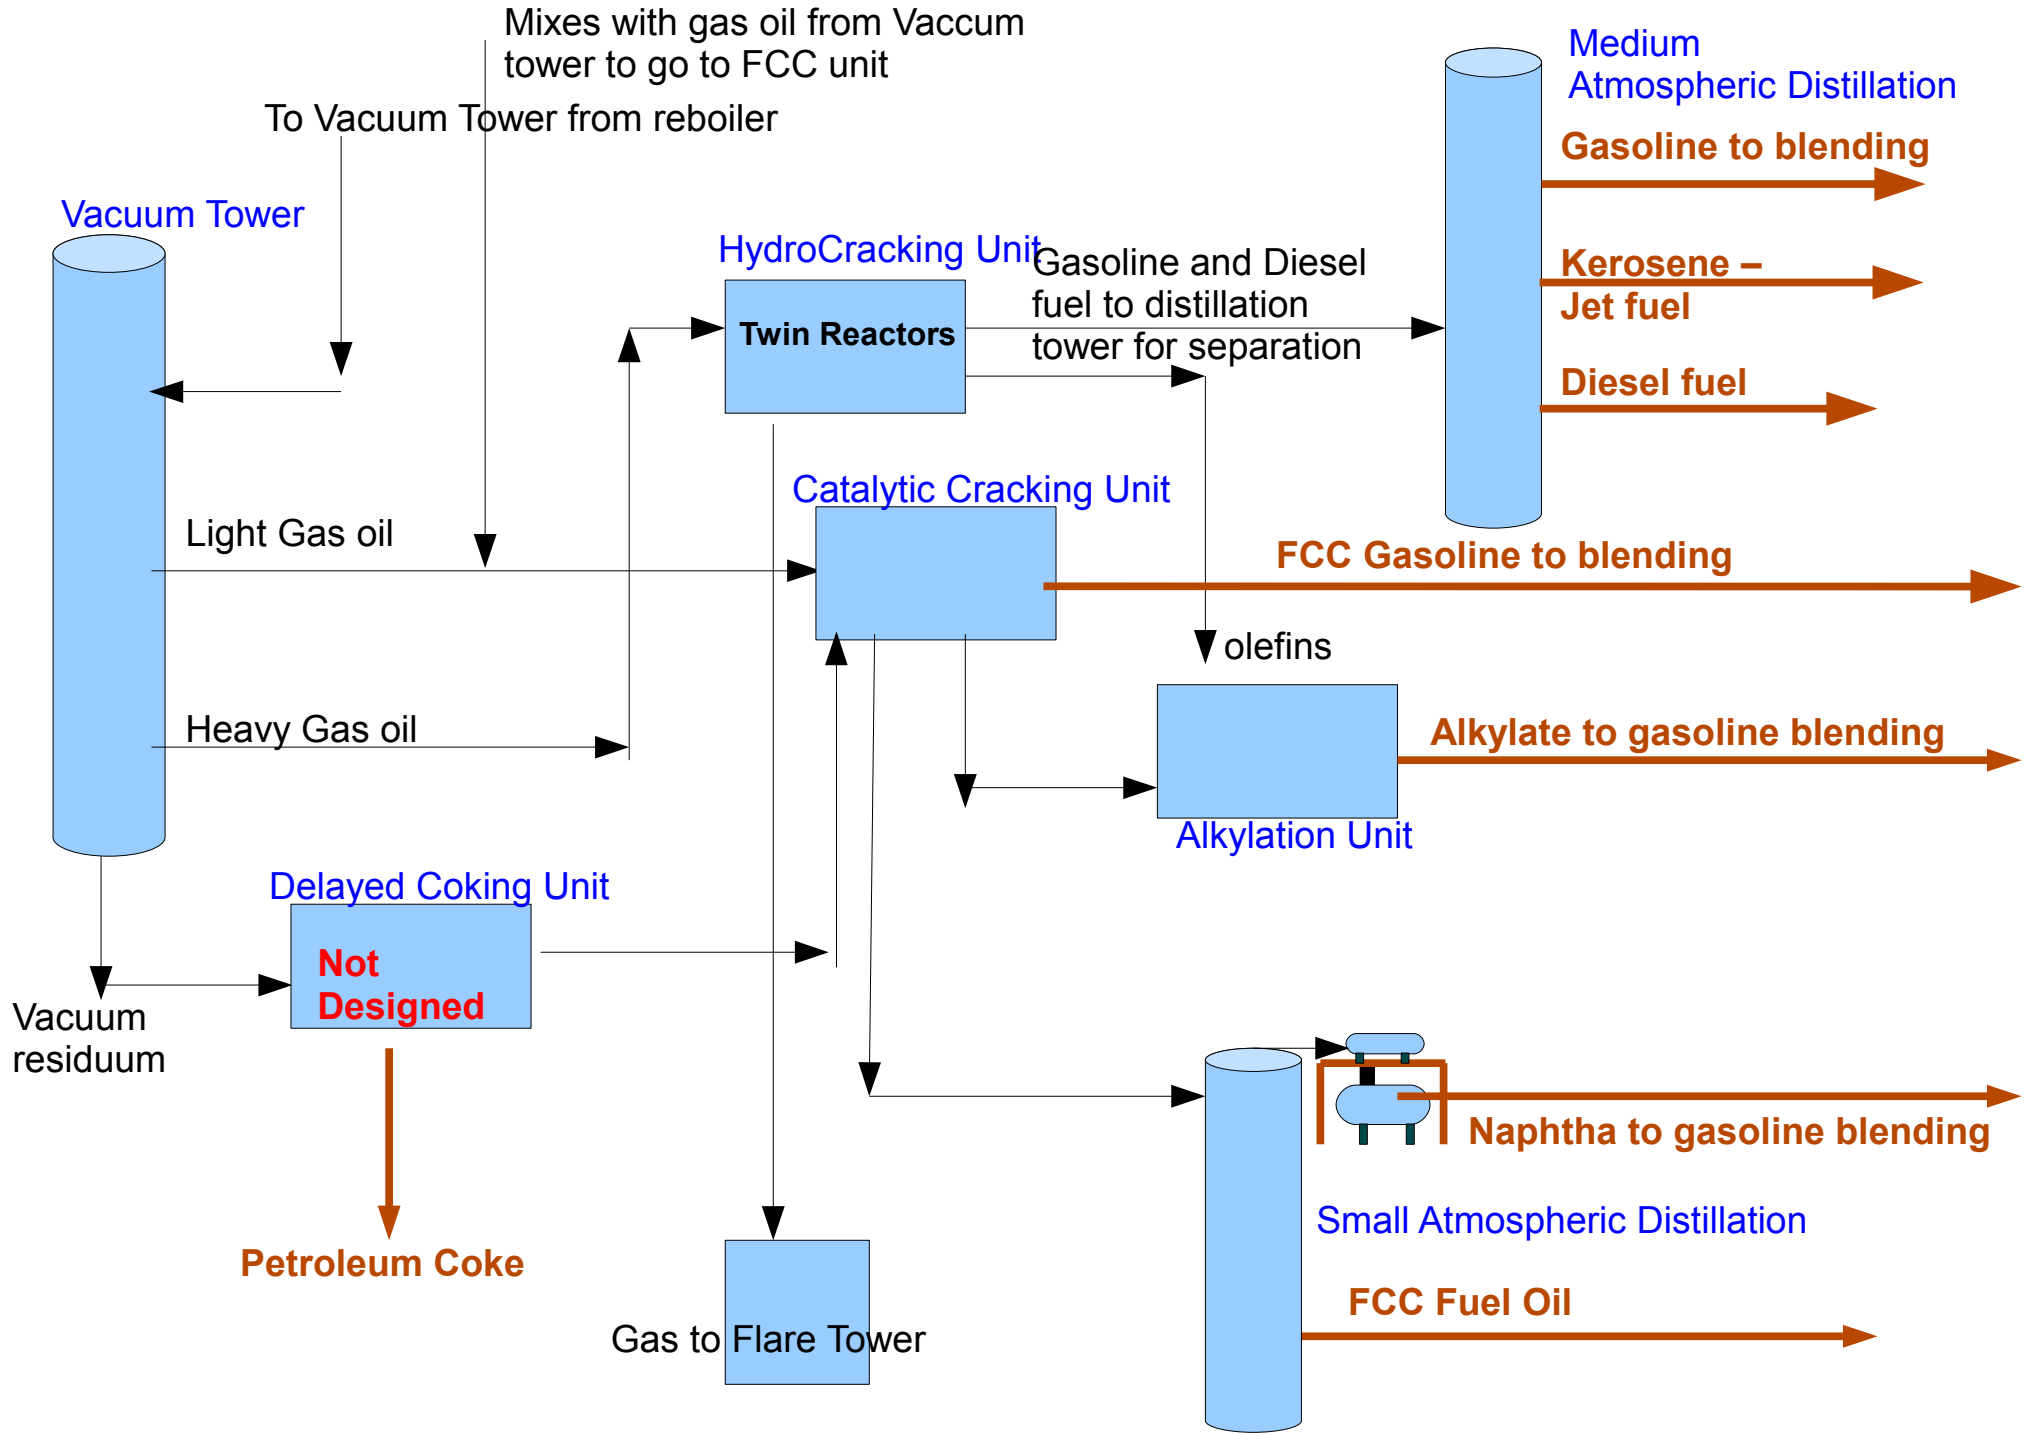 Mixes with gas oil from Vaccum
tower to go to FCC unit
To Vacuum Tower from reboiler
Medium
Atmospheric Distillation
Gasoline to blending
Vacuum Tower
HydroCracking Unit
Gasoline and Diesel
fuel to distillation
tower for separation
Twin Reactors
Kerosene –
Jet fuel
Diesel fuel
Catalytic Cracking Unit
Light Gas oil
FCC Gasoline to blending
olefins
Heavy Gas oil
Alkylate to gasoline blending
Alkylation Unit
Delayed Coking Unit
Not
Designed
Vacuum
residuum
Naphtha to gasoline blending
Small Atmospheric Distillation
Petroleum Coke
FCC Fuel Oil
Gas to Flare Tower